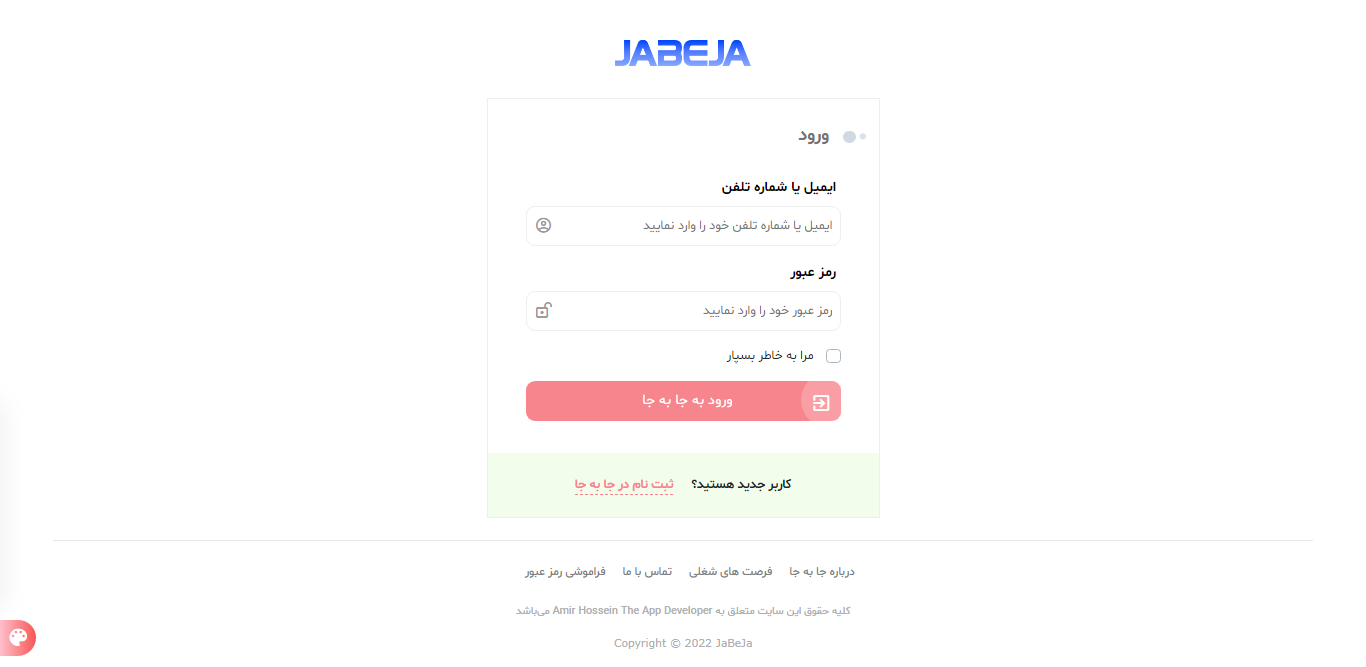 JABEJA
ورود
ایمیل یا شماره تلفن
ایمیل یا شماره تلفن خود را وارد نمایید
رمز عبور
رمز عبور خود را وارد نمایید
مرا به خاطر بسپار
ورود به جا به جا
کاربر جدید هستید؟ ثبت نام در جا به جا
درباره جا به جا فرصت های شغلی تماس با ما فراموشی رمز عبور
کلیه حقوق این سایت متعلق به Amir Hossein The App Developer می‌باشد
Copyright © 2022 JaBeJa